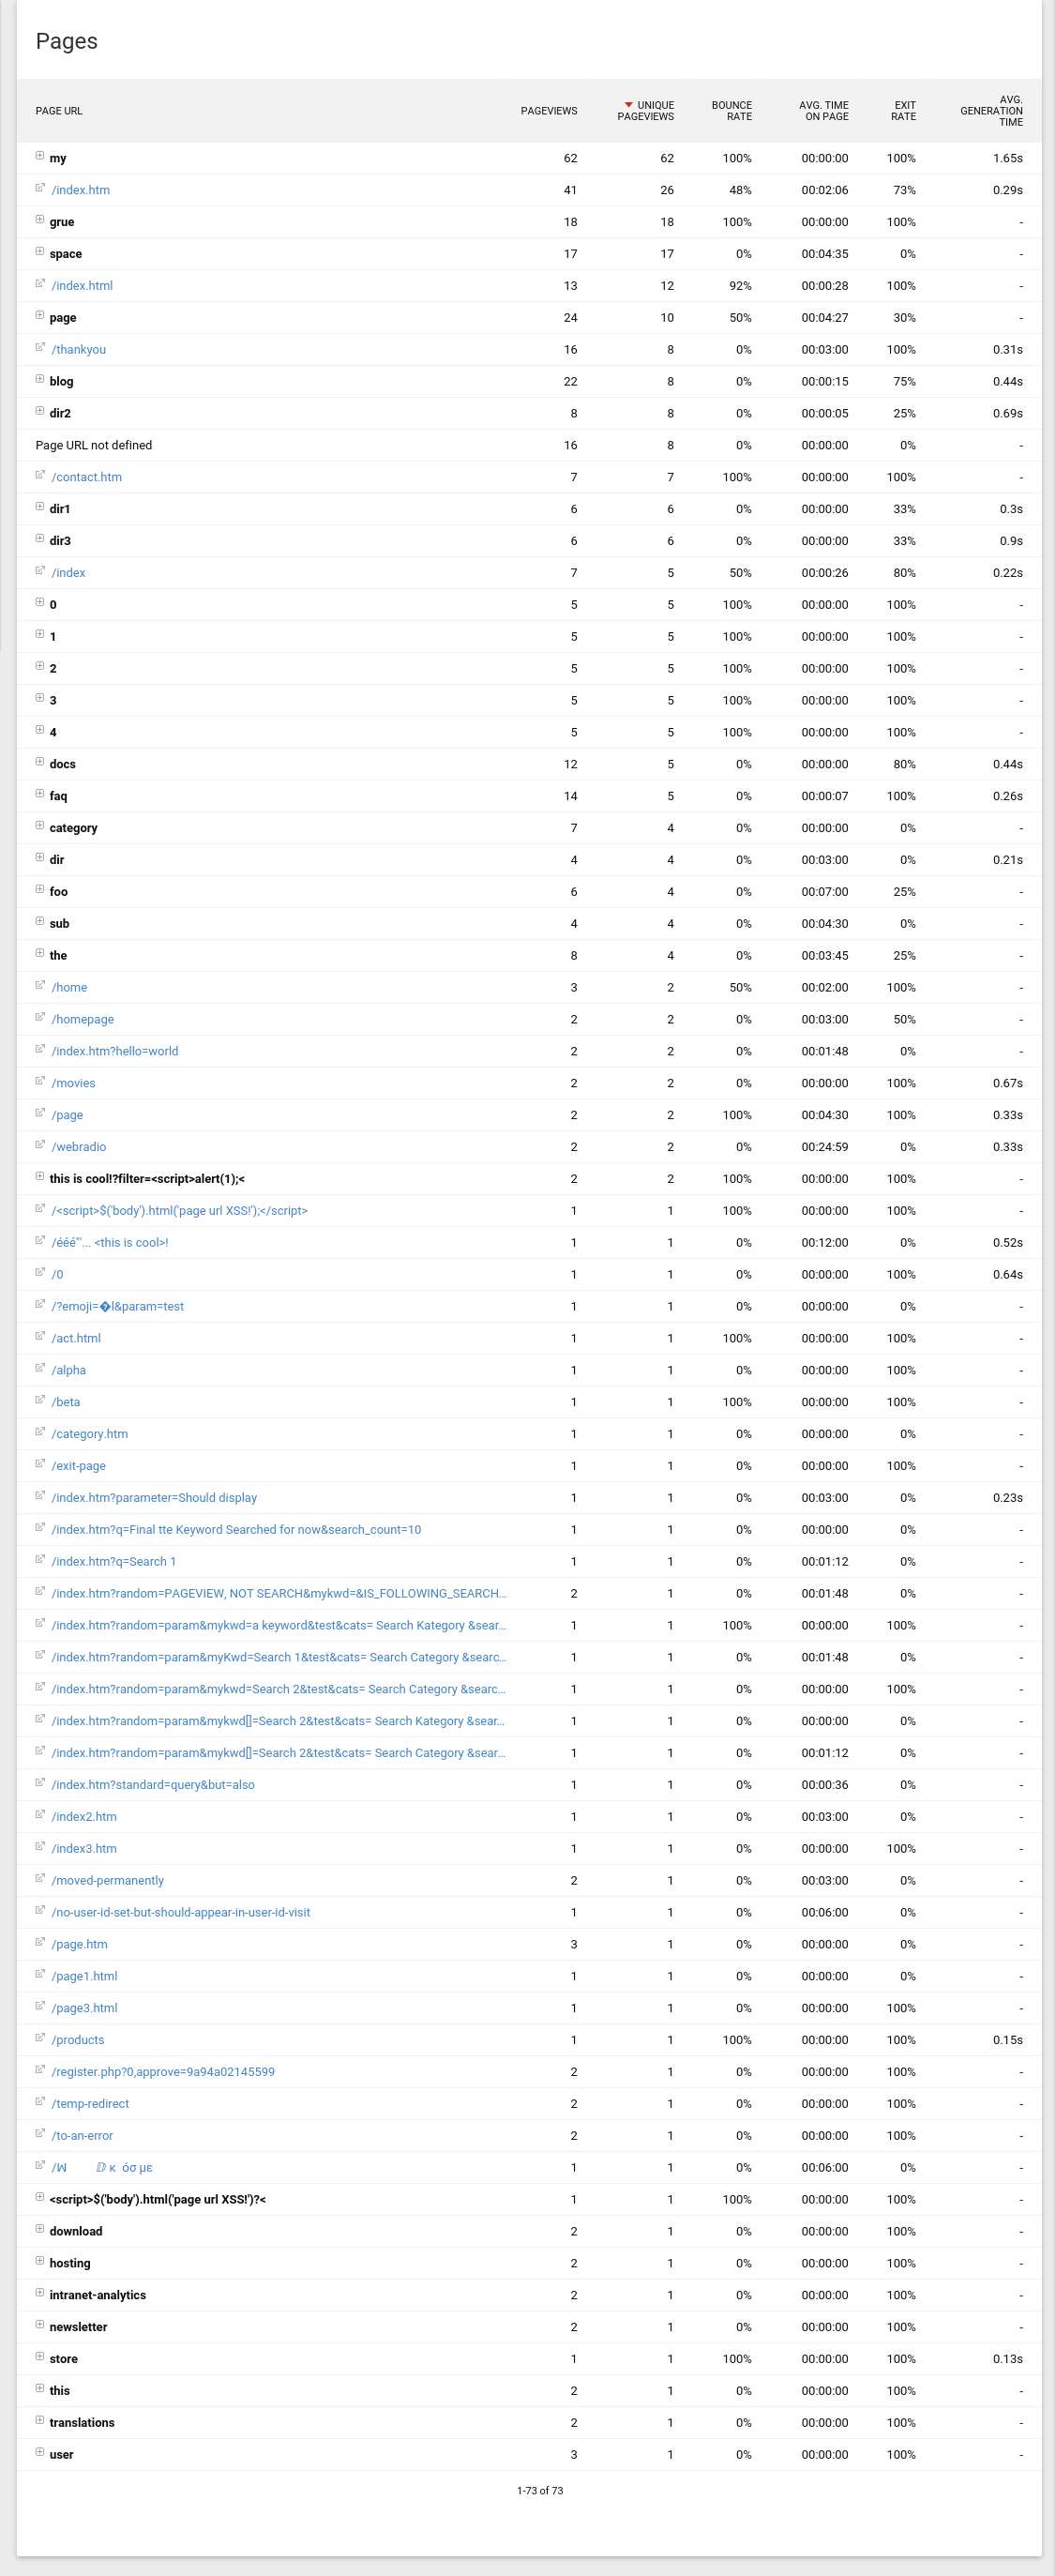 Pages
PAGE URL PAGEVIEWS UNIQUE PAGEVIEWS BOUNCE RATE AVG. TIME ON PAGE EXIT RATE AVG. GENERATION TIME
my 62 62 100% 00:00:00 100% 1.65s
/index.htm 41 26 48% 00:02:06 73% 0.29s
grue 18 18 100% 00:00:00 100% -
space 17 17 0% 00:04:35 0% -
/index.html 13 12 92% 00:00:28 100% -
page 24 10 50% 00:04:27 30% -
/thankyou 16 8 0% 00:03:00 100% 0.31s
blog 22 8 0% 00:00:15 75% 0.44s
dir2 8 8 0% 00:00:05 25% 0.69s
Page URL not defined 16 8 0% 00:00:00 0% -
/contact.htm 7 7 100% 00:00:00 100% -
dir1 6 6 0% 00:00:00 33% 0.3s
dir3 6 6 0% 00:00:00 33% 0.9s
/index 7 5 50% 00:00:26 80% 0.22s
0 5 5 100% 00:00:00 100% -
1 5 5 100% 00:00:00 100% -
2 5 5 100% 00:00:00 100% -
3 5 5 100% 00:00:00 100% -
4 5 5 100% 00:00:00 100% -
docs 12 5 0% 00:00:00 80% 0.44s
faq 14 5 0% 00:00:07 100% 0.26s
category 7 4 0% 00:00:00 0% -
dir 4 4 0% 00:03:00 0% 0.21s
foo 6 4 0% 00:07:00 25% -
sub 4 4 0% 00:04:30 0% -
the 8 4 0% 00:03:45 25% -
/home 3 2 50% 00:02:00 100% -
/homepage 2 2 0% 00:03:00 50% -
/index.htm?hello=world 2 2 0% 00:01:48 0% -
/movies 2 2 0% 00:00:00 100% 0.67s
/page 2 2 100% 00:04:30 100% 0.33s
/webradio 2 2 0% 00:24:59 0% 0.33s
this is cool!?filter=<script>alert(1);< 2 2 100% 00:00:00 100% -
/<script>$('body').html('page url XSS!');</script> 1 1 100% 00:00:00 100% -
/ééé"'... <this is cool>! 1 1 0% 00:12:00 0% 0.52s
/0 1 1 0% 00:00:00 100% 0.64s
/?emoji=�l&param=test 1 1 0% 00:00:00 0% -
/act.html 1 1 100% 00:00:00 100% -
/alpha 1 1 0% 00:00:00 100% -
/beta 1 1 100% 00:00:00 100% -
/category.htm 1 1 0% 00:00:00 0% -
/exit-page 1 1 0% 00:00:00 100% -
/index.htm?parameter=Should display 1 1 0% 00:03:00 0% 0.23s
/index.htm?q=Final tte Keyword Searched for now&search_count=10 1 1 0% 00:00:00 0% -
/index.htm?q=Search 1 1 1 0% 00:01:12 0% -
/index.htm?random=PAGEVIEW, NOT SEARCH&mykwd=&IS_FOLLOWING_SEARCH... 2 1 0% 00:01:48 0% -
/index.htm?random=param&mykwd=a keyword&test&cats= Search Kategory &sear... 1 1 100% 00:00:00 100% -
/index.htm?random=param&myKwd=Search 1&test&cats= Search Category &searc... 1 1 0% 00:01:48 0% -
/index.htm?random=param&mykwd=Search 2&test&cats= Search Category &searc... 1 1 0% 00:00:00 100% -
/index.htm?random=param&mykwd[]=Search 2&test&cats= Search Kategory &sear... 1 1 0% 00:00:00 0% -
/index.htm?random=param&mykwd[]=Search 2&test&cats= Search Category &sear... 1 1 0% 00:01:12 0% -
/index.htm?standard=query&but=also 1 1 0% 00:00:36 0% -
/index2.htm 1 1 0% 00:03:00 0% -
/index3.htm 1 1 0% 00:00:00 100% -
/moved-permanently 2 1 0% 00:03:00 0% -
/no-user-id-set-but-should-appear-in-user-id-visit 1 1 0% 00:06:00 0% -
/page.htm 3 1 0% 00:00:00 0% -
/page1.html 1 1 0% 00:00:00 0% -
/page3.html 1 1 0% 00:00:00 100% -
/products 1 1 100% 00:00:00 100% 0.15s
/register.php?0,approve=9a94a02145599 2 1 0% 00:00:00 100% -
/temp-redirect 2 1 0% 00:00:00 100% -
/to-an-error 2 1 0% 00:00:00 100% -
/Ϻ ⅅ κ όσ με 1 1 0% 00:06:00 0% -
<script>$('body').html('page url XSS!')?< 1 1 100% 00:00:00 100% -
download 2 1 0% 00:00:00 100% -
hosting 2 1 0% 00:00:00 100% -
intranet-analytics 2 1 0% 00:00:00 100% -
newsletter 2 1 0% 00:00:00 100% -
store 1 1 100% 00:00:00 100% 0.13s
this 2 1 0% 00:00:00 100% -
translations 2 1 0% 00:00:00 100% -
user 3 1 0% 00:00:00 100% -
1-73 of 73